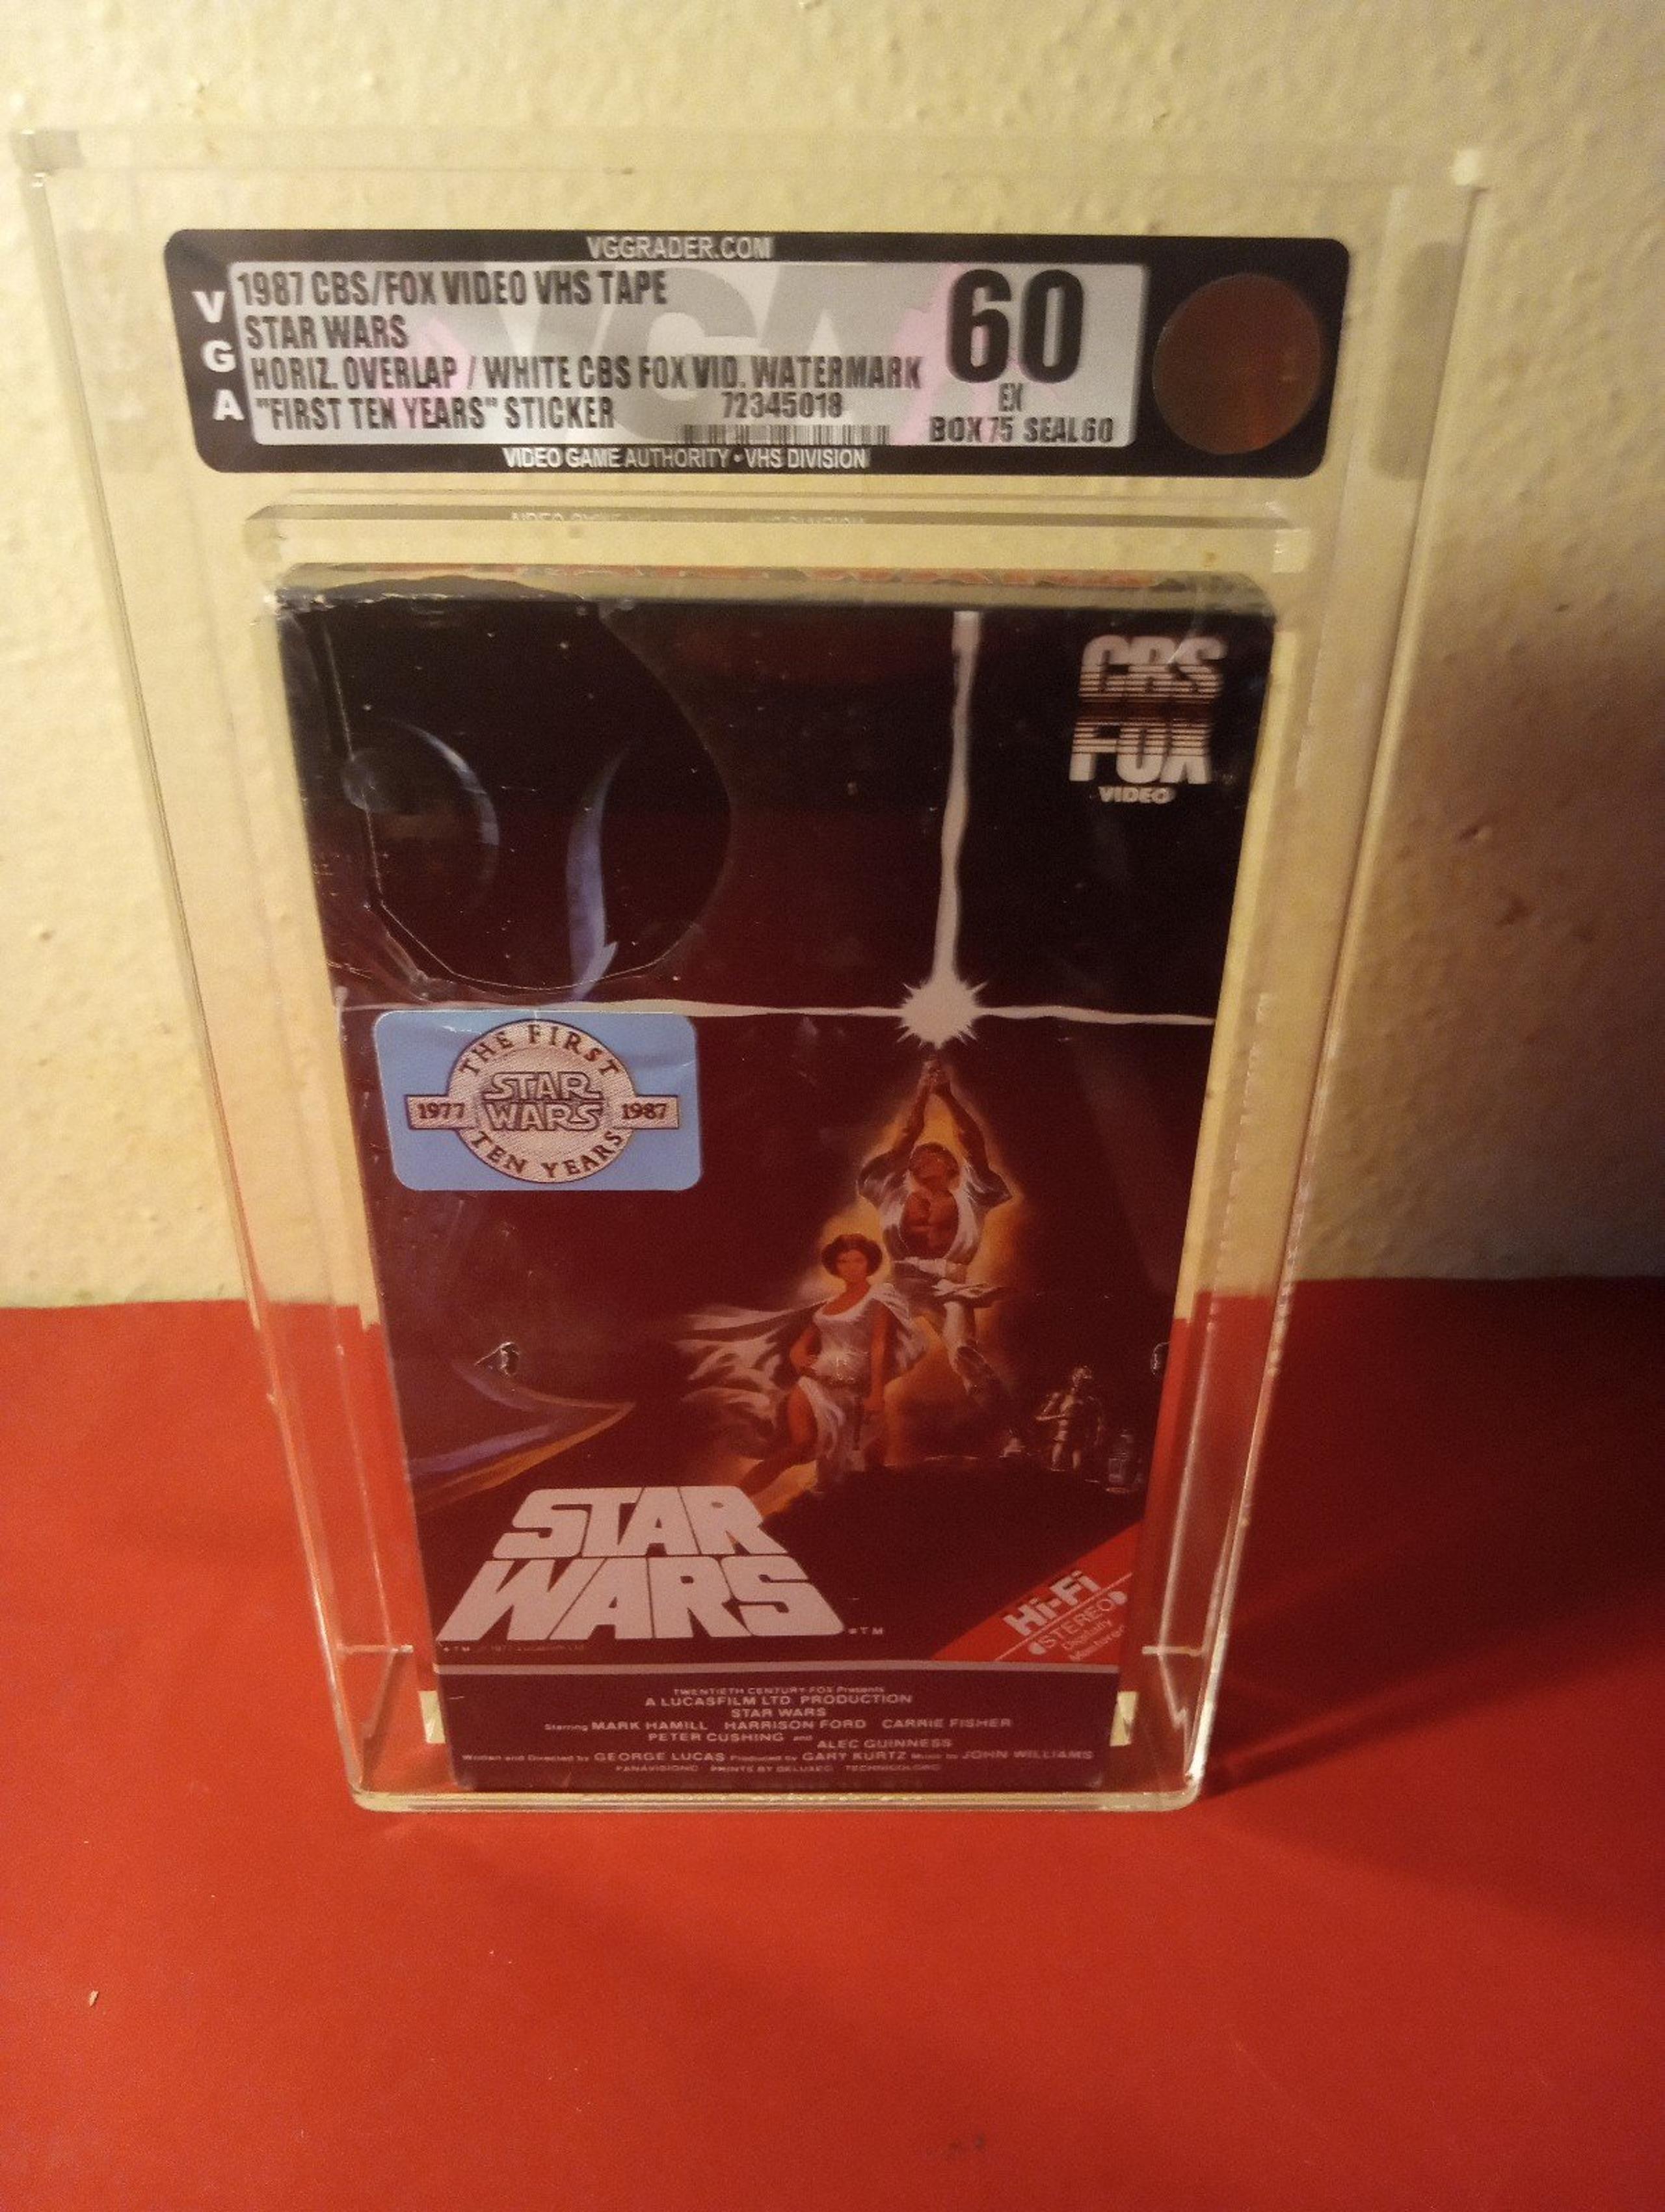 VGGRADER.COM
VGA
1987 CBS/FOX VIDEO VHS TAPE
STAR WARS
HORIZ. OVERLAP / WHITE CBS FOX VID. WATERMARK
"FIRST TEN YEARS" STICKER 72345018
60
EX
BOX 75 SEAL 60
VIDEO GAME AUTHORITY • VHS DIVISION
CBS
FOX
VIDEO
THE FIRST
STAR
1977 WARS 1987
TEN YEARS
STAR
WARS
®TM
Hi-Fi
STEREO
Digitally
Mastered
TWENTIETH CENTURY-FOX Presents
A LUCASFILM LTD. PRODUCTION
STAR WARS
Starring MARK HAMILL HARRISON FORD CARRIE FISHER
PETER CUSHING and ALEC GUINNESS
Written and Directed by GEORGE LUCAS Produced by GARY KURTZ Music by JOHN WILLIAMS
PANAVISION® PRINTS BY DELUXE® TECHNICOLOR®